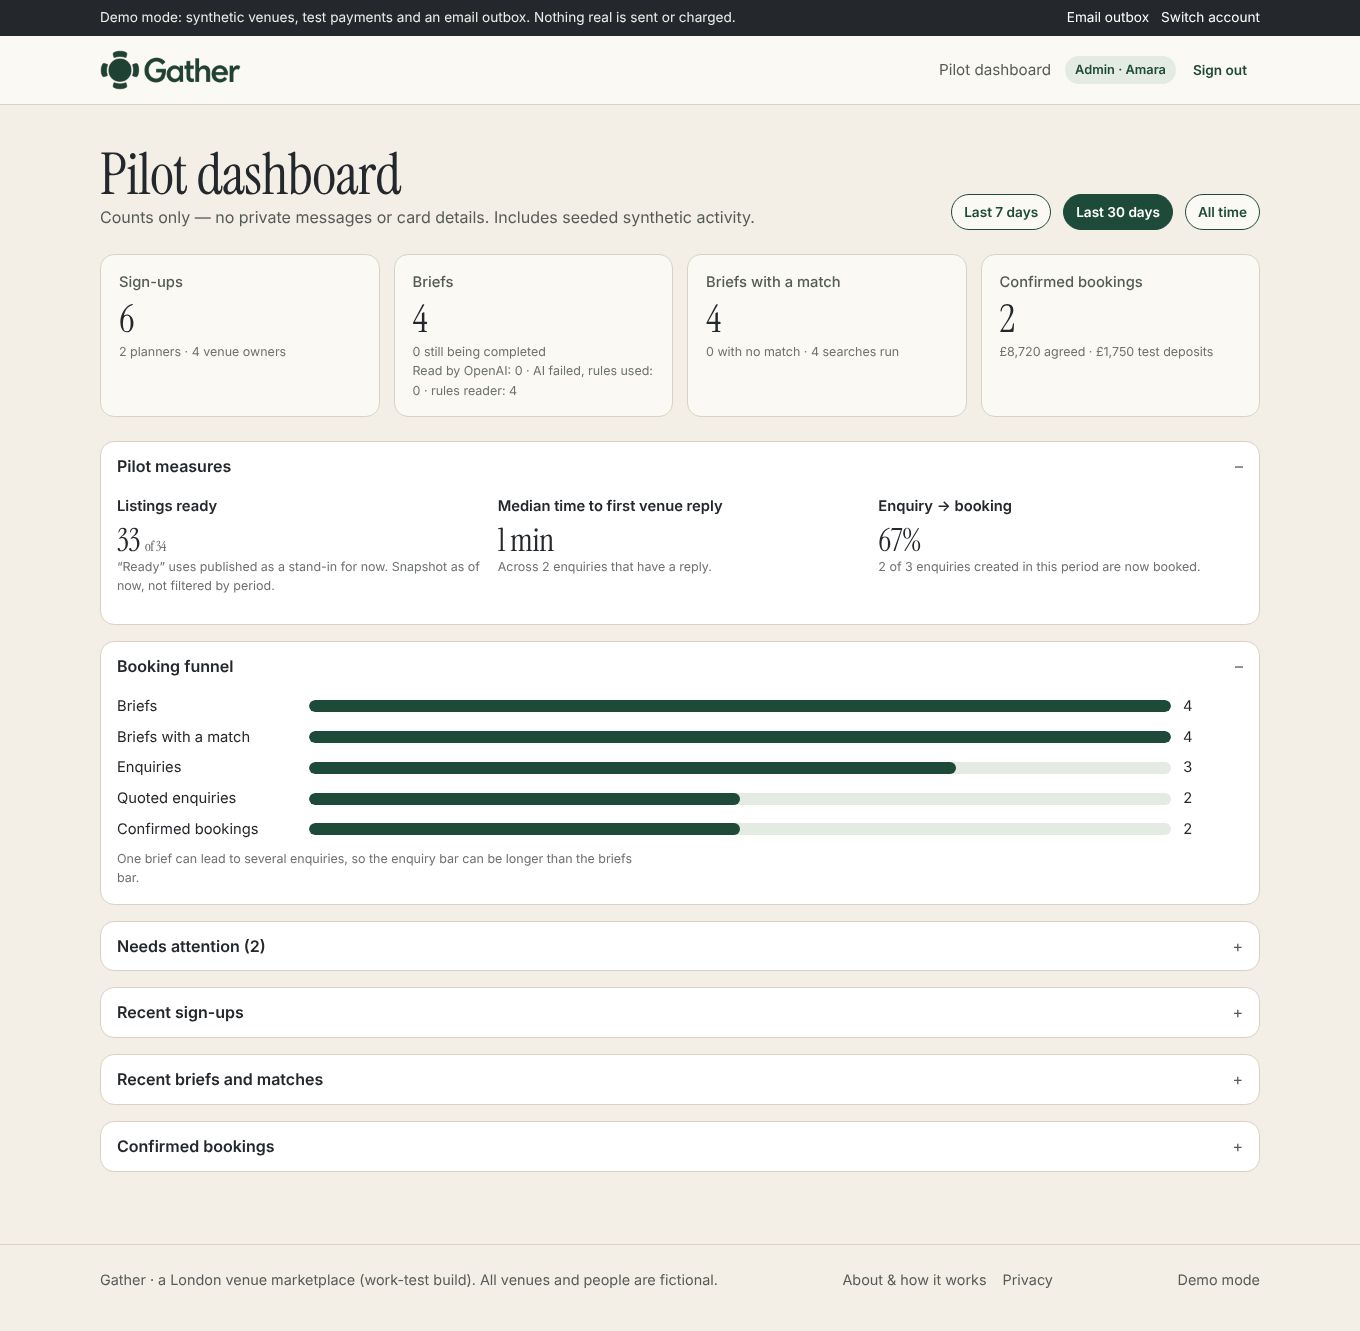 Demo mode: synthetic venues, test payments and an email outbox. Nothing real is sent or charged.
Email outbox Switch account
Gather
Pilot dashboard Admin · Amara Sign out
Pilot dashboard
Counts only — no private messages or card details. Includes seeded synthetic activity.
Last 7 days Last 30 days All time
Sign-ups
6
2 planners · 4 venue owners
Briefs
4
0 still being completed
Read by OpenAI: 0 · AI failed, rules used:
0 · rules reader: 4
Briefs with a match
4
0 with no match · 4 searches run
Confirmed bookings
2
£8,720 agreed · £1,750 test deposits
Pilot measures –
Listings ready
33 of 34
“Ready” uses published as a stand-in for now. Snapshot as of
now, not filtered by period.
Median time to first venue reply
1 min
Across 2 enquiries that have a reply.
Enquiry → booking
67%
2 of 3 enquiries created in this period are now booked.
Booking funnel –
Briefs 4
Briefs with a match 4
Enquiries 3
Quoted enquiries 2
Confirmed bookings 2
One brief can lead to several enquiries, so the enquiry bar can be longer than the briefs
bar.
Needs attention (2) +
Recent sign-ups +
Recent briefs and matches +
Confirmed bookings +
Gather · a London venue marketplace (work-test build). All venues and people are fictional.
About & how it works Privacy
Demo mode